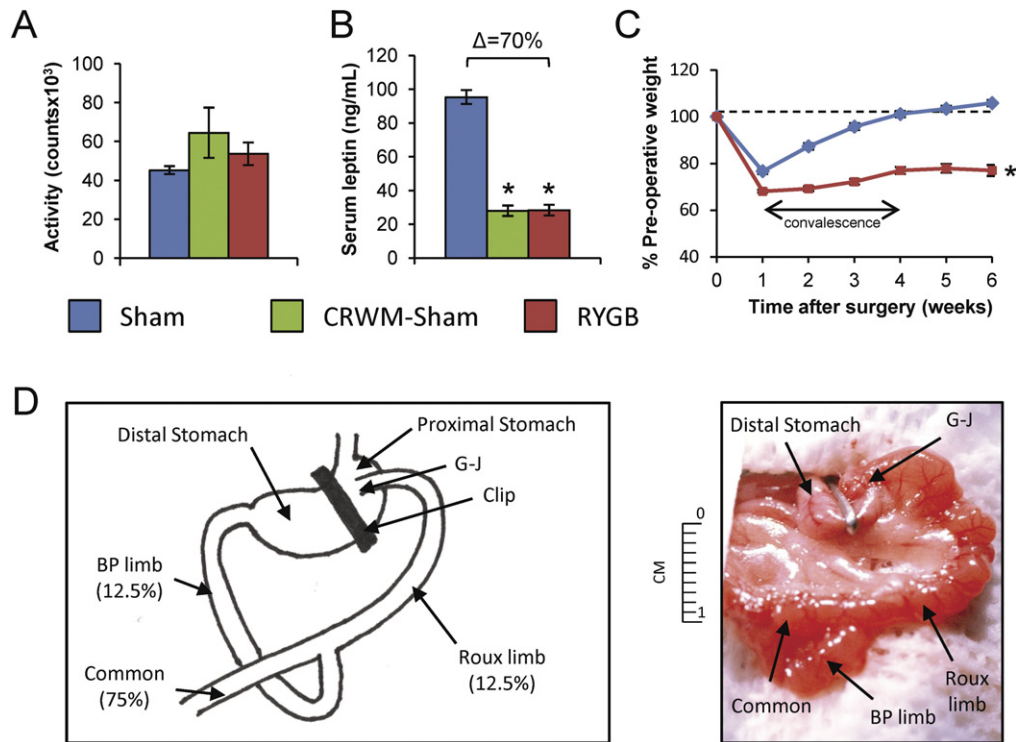 A
Activity (countsx10³)
100
80
60
40
20
0
B
Δ=70%
Serum leptin (ng/mL)
120
100
80
60
40
20
0
* *
C
% Pre-operative weight
120
100
80
60
40
*
convalescence
0 1 2 3 4 5 6
Time after surgery (weeks)
Sham CRWM-Sham RYGB
D
Distal Stomach
Proximal Stomach
G-J
Clip
BP limb
(12.5%)
Roux limb
(12.5%)
Common
(75%)
0
CM
1
Distal Stomach
G-J
Common
BP limb
Roux
limb